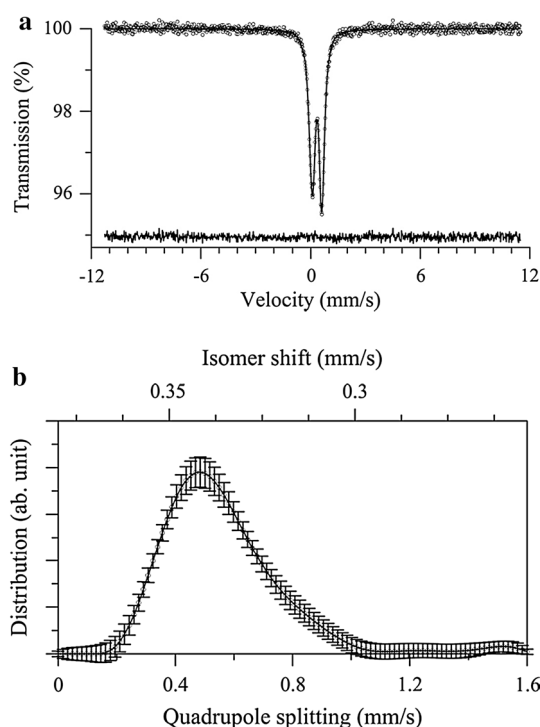 a
100
98
96
Transmission (%)
-12 -6 0 6 12
Velocity (mm/s)
b
Isomer shift (mm/s)
0.35 0.3
Distribution (ab. unit)
0 0.4 0.8 1.2 1.6
Quadrupole splitting (mm/s)